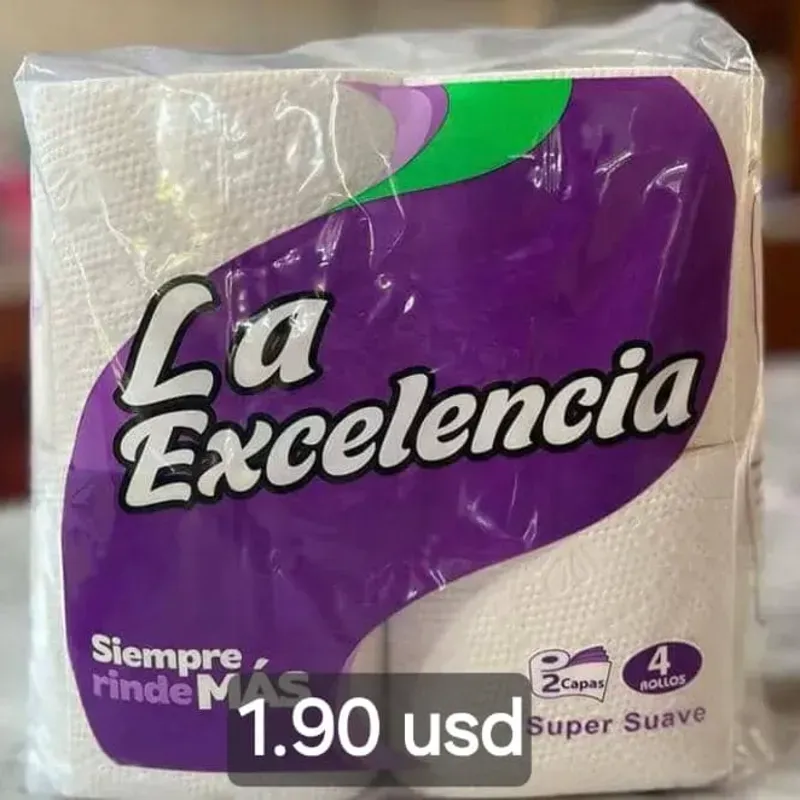 La
Excelencia
Siempre
rinde MÁS
2 Capas
4
ROLLOS
Super Suave
1.90 usd